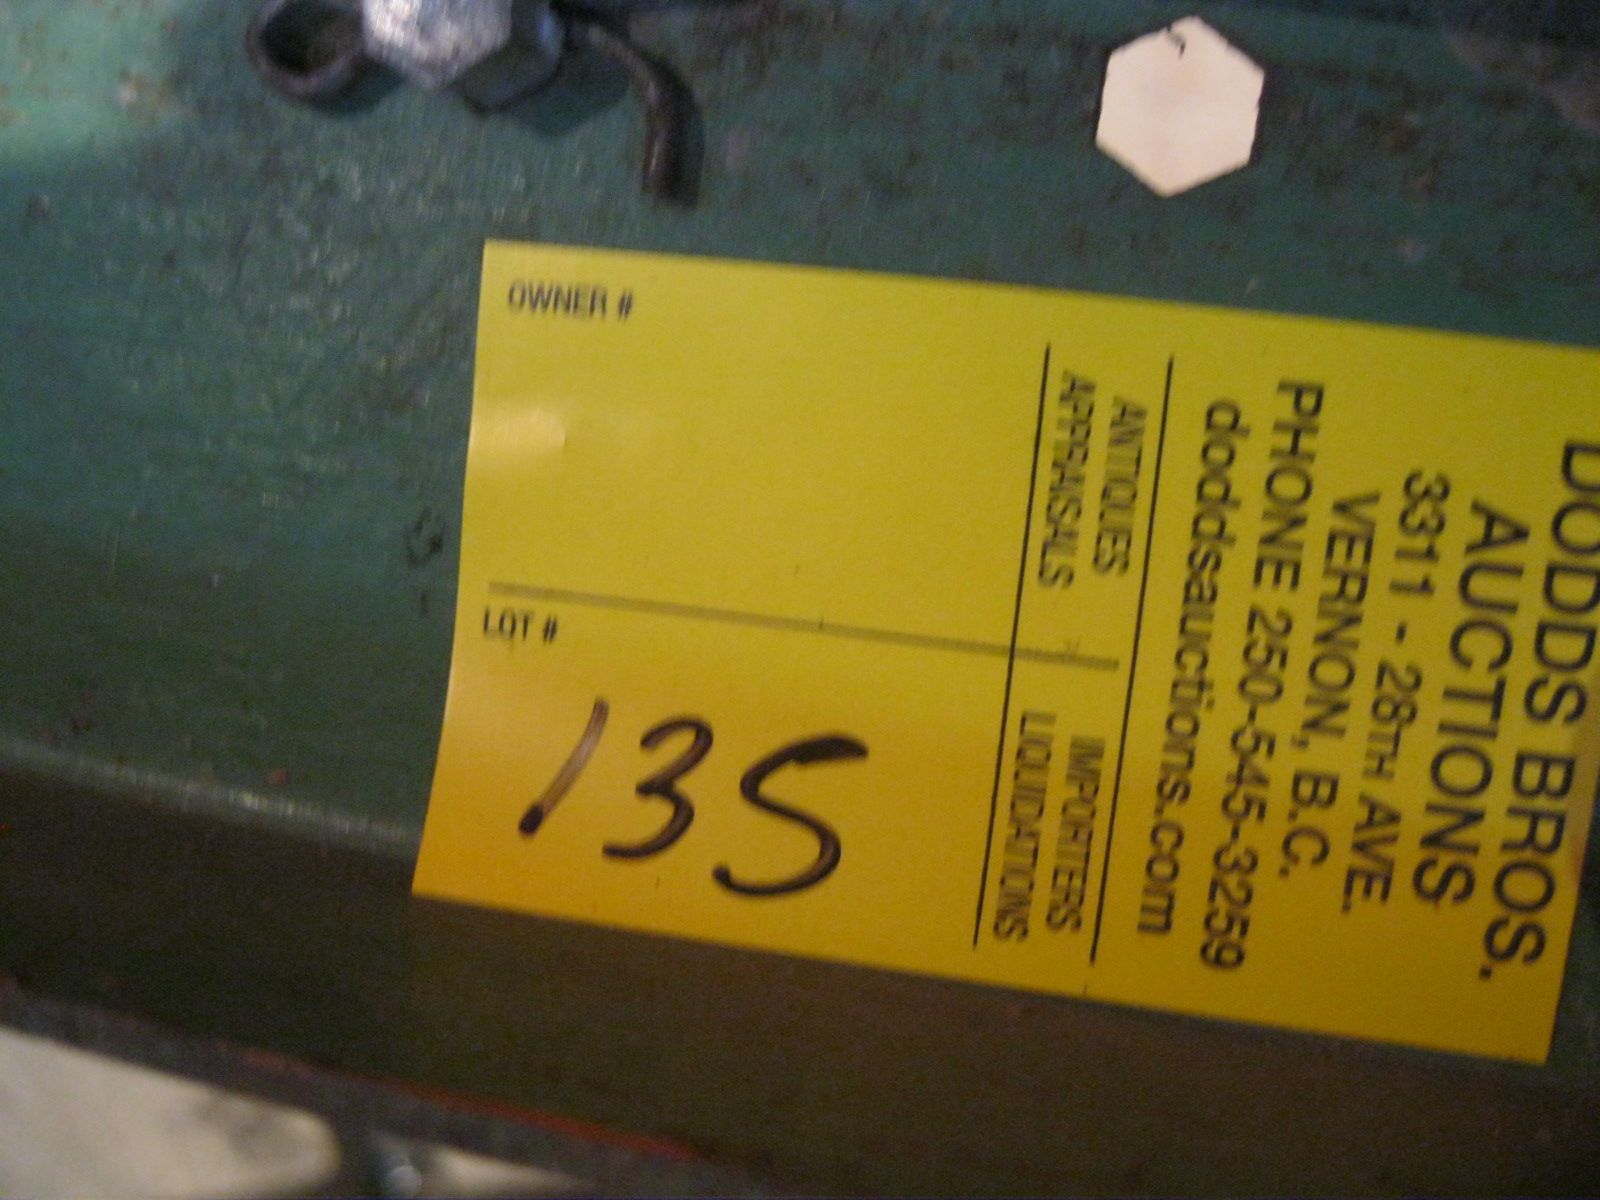 DODDS BROS.
AUCTIONS
3311 - 28TH AVE.
VERNON, B.C.
PHONE 250-545-3259
doddsauctions.com
ANTIQUES
APPRAISALS
IMPORTERS
LIQUIDATIONS
OWNER #
LOT #
135